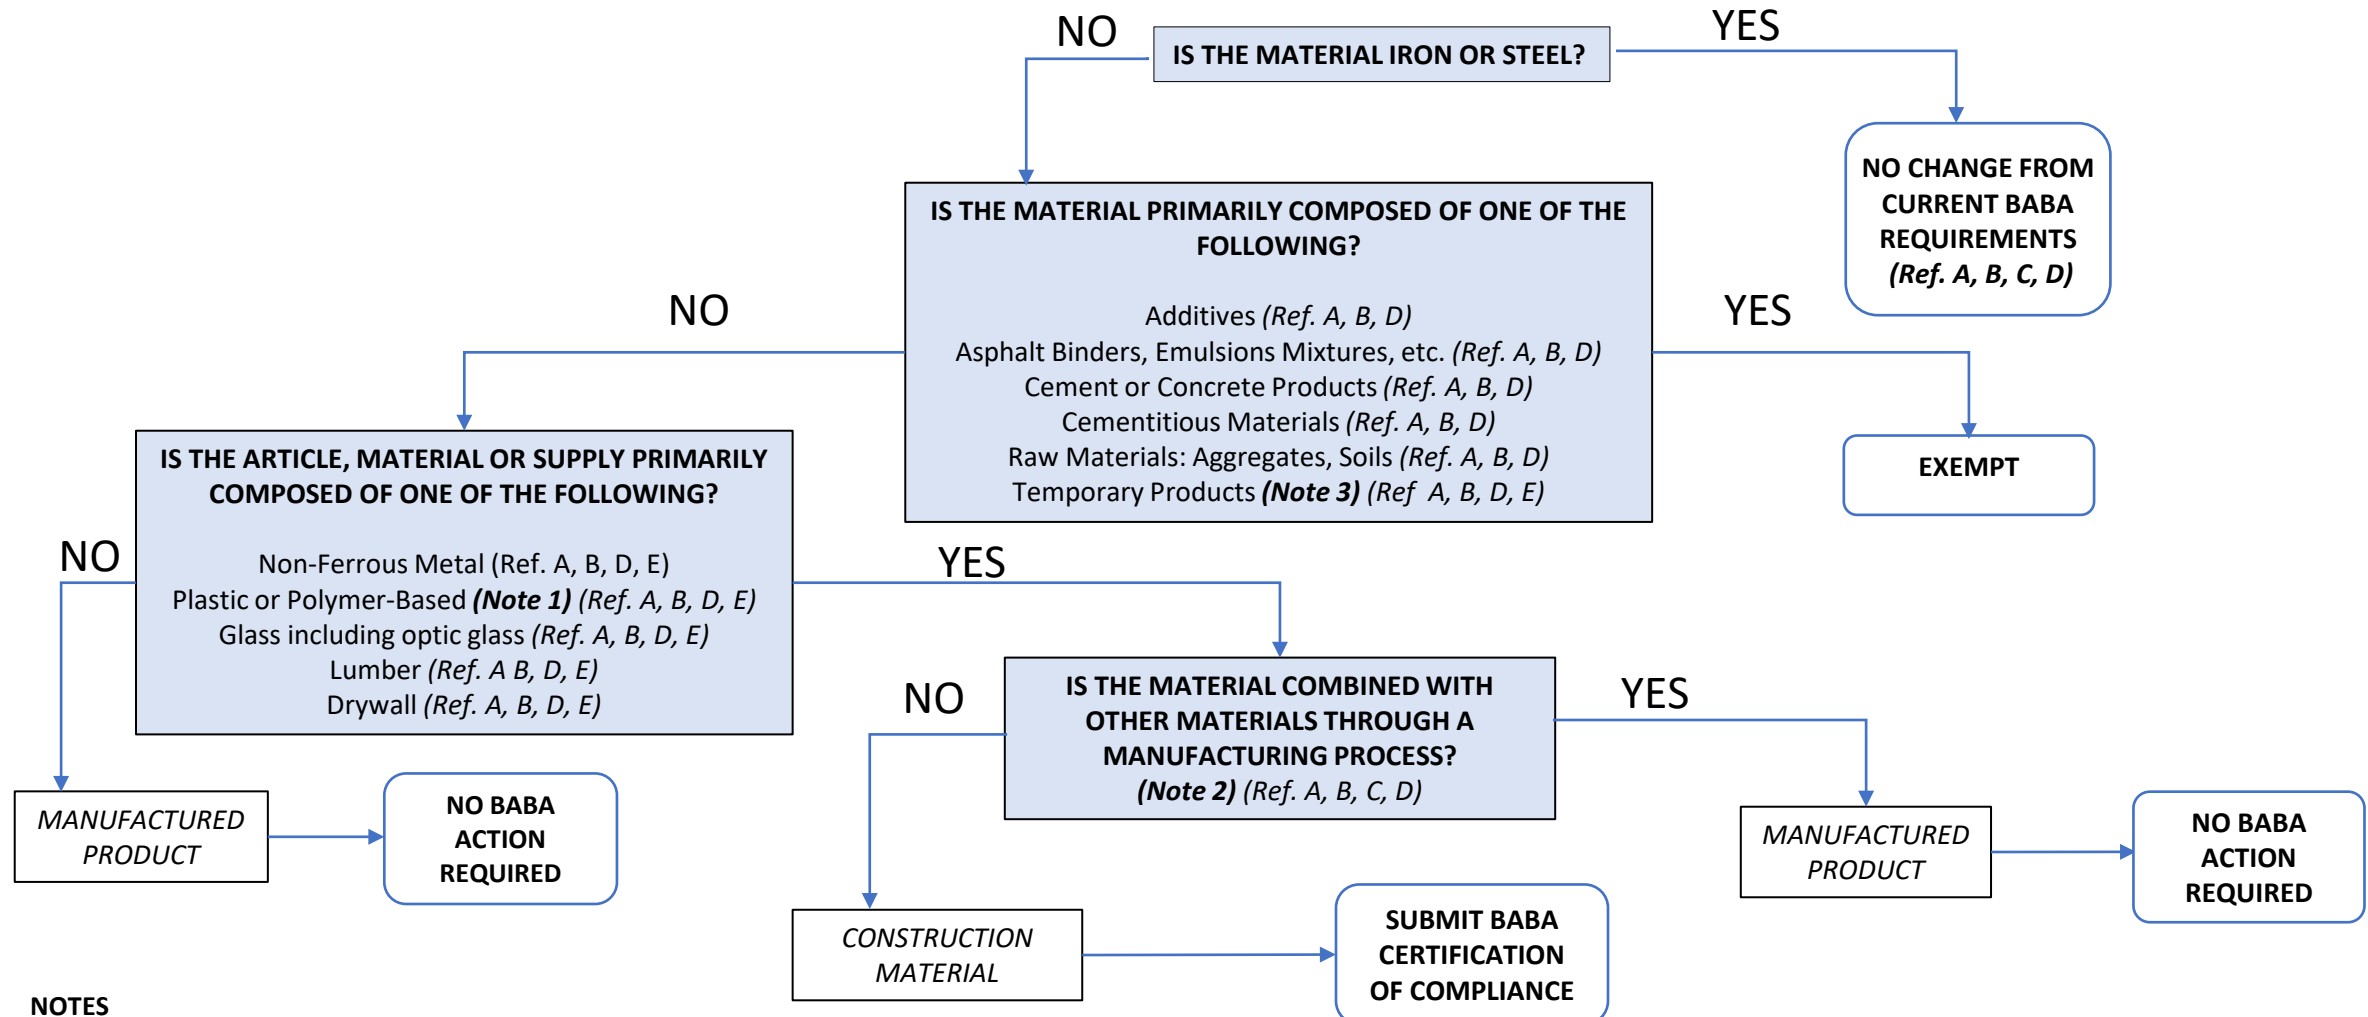 NO
YES
IS THE MATERIAL IRON OR STEEL?
NO CHANGE FROM
CURRENT BABA
REQUIREMENTS
(Ref. A, B, C, D)
IS THE MATERIAL PRIMARILY COMPOSED OF ONE OF THE
FOLLOWING?
Additives (Ref. A, B, D)
Asphalt Binders, Emulsions Mixtures, etc. (Ref. A, B, D)
Cement or Concrete Products (Ref. A, B, D)
Cementitious Materials (Ref. A, B, D)
Raw Materials: Aggregates, Soils (Ref. A, B, D)
Temporary Products (Note 3) (Ref  A, B, D, E)
NO
YES
EXEMPT
IS THE ARTICLE, MATERIAL OR SUPPLY PRIMARILY
COMPOSED OF ONE OF THE FOLLOWING?
Non-Ferrous Metal (Ref. A, B, D, E)
Plastic or Polymer-Based (Note 1) (Ref. A, B, D, E)
Glass including optic glass (Ref. A, B, D, E)
Lumber (Ref. A B, D, E)
Drywall (Ref. A, B, D, E)
NO
YES
IS THE MATERIAL COMBINED WITH
OTHER MATERIALS THROUGH A
MANUFACTURING PROCESS?
(Note 2) (Ref. A, B, C, D)
NO
YES
MANUFACTURED
PRODUCT
NO BABA
ACTION
REQUIRED
MANUFACTURED
PRODUCT
NO BABA
ACTION
REQUIRED
CONSTRUCTION
MATERIAL
SUBMIT BABA
CERTIFICATION
OF COMPLIANCE
NOTES